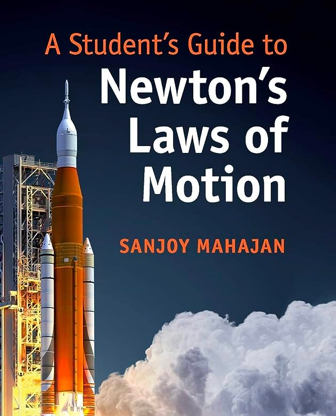 A Student's Guide to
Newton's
Laws of
Motion
SANJOY MAHAJAN